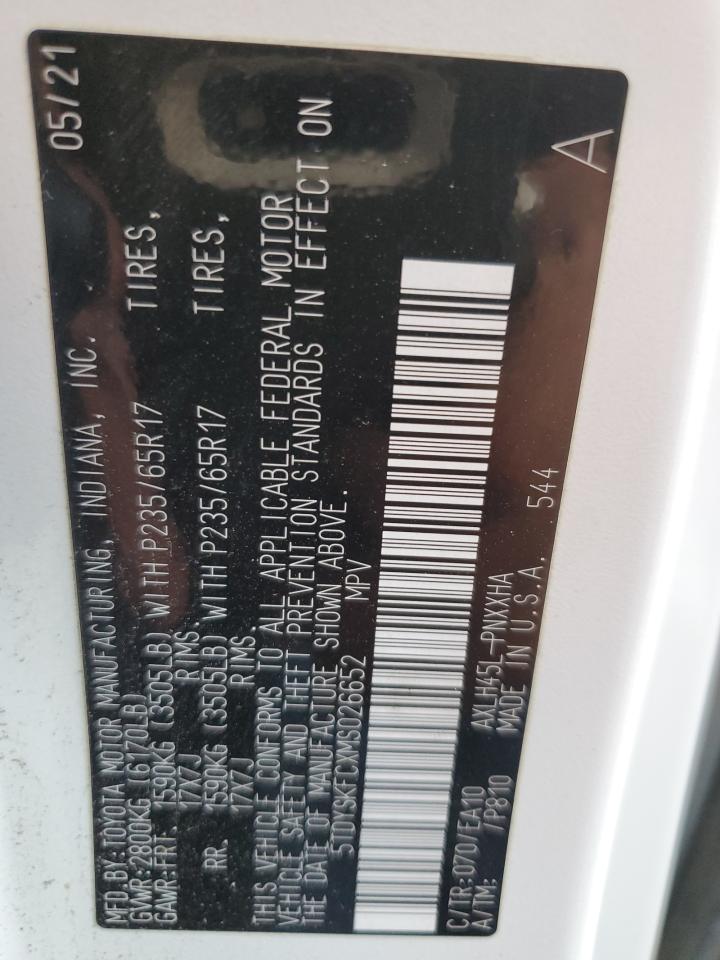 MFD.BY:TOYOTA MOTOR MANUFACTURING, INDIANA, INC. 05/21
GVWR:2800KG (6170LB)
GAWR:FRT. 1590KG (3505LB) WITH P235/65R17 TIRES,
17X7J RIMS
RR. 1590KG (3505LB) WITH P235/65R17 TIRES,
17X7J RIMS
THIS VEHICLE CONFORMS TO ALL APPLICABLE FEDERAL MOTOR
VEHICLE SAFETY AND THEFT PREVENTION STANDARDS IN EFFECT ON
THE DATE OF MANUFACTURE SHOWN ABOVE.
5TDYSKFCXMS026652 MPV
C/TR:070/EA10 AXLH45L-PNXXHA
A/TM: /P810 MADE IN U.S.A. 544 A